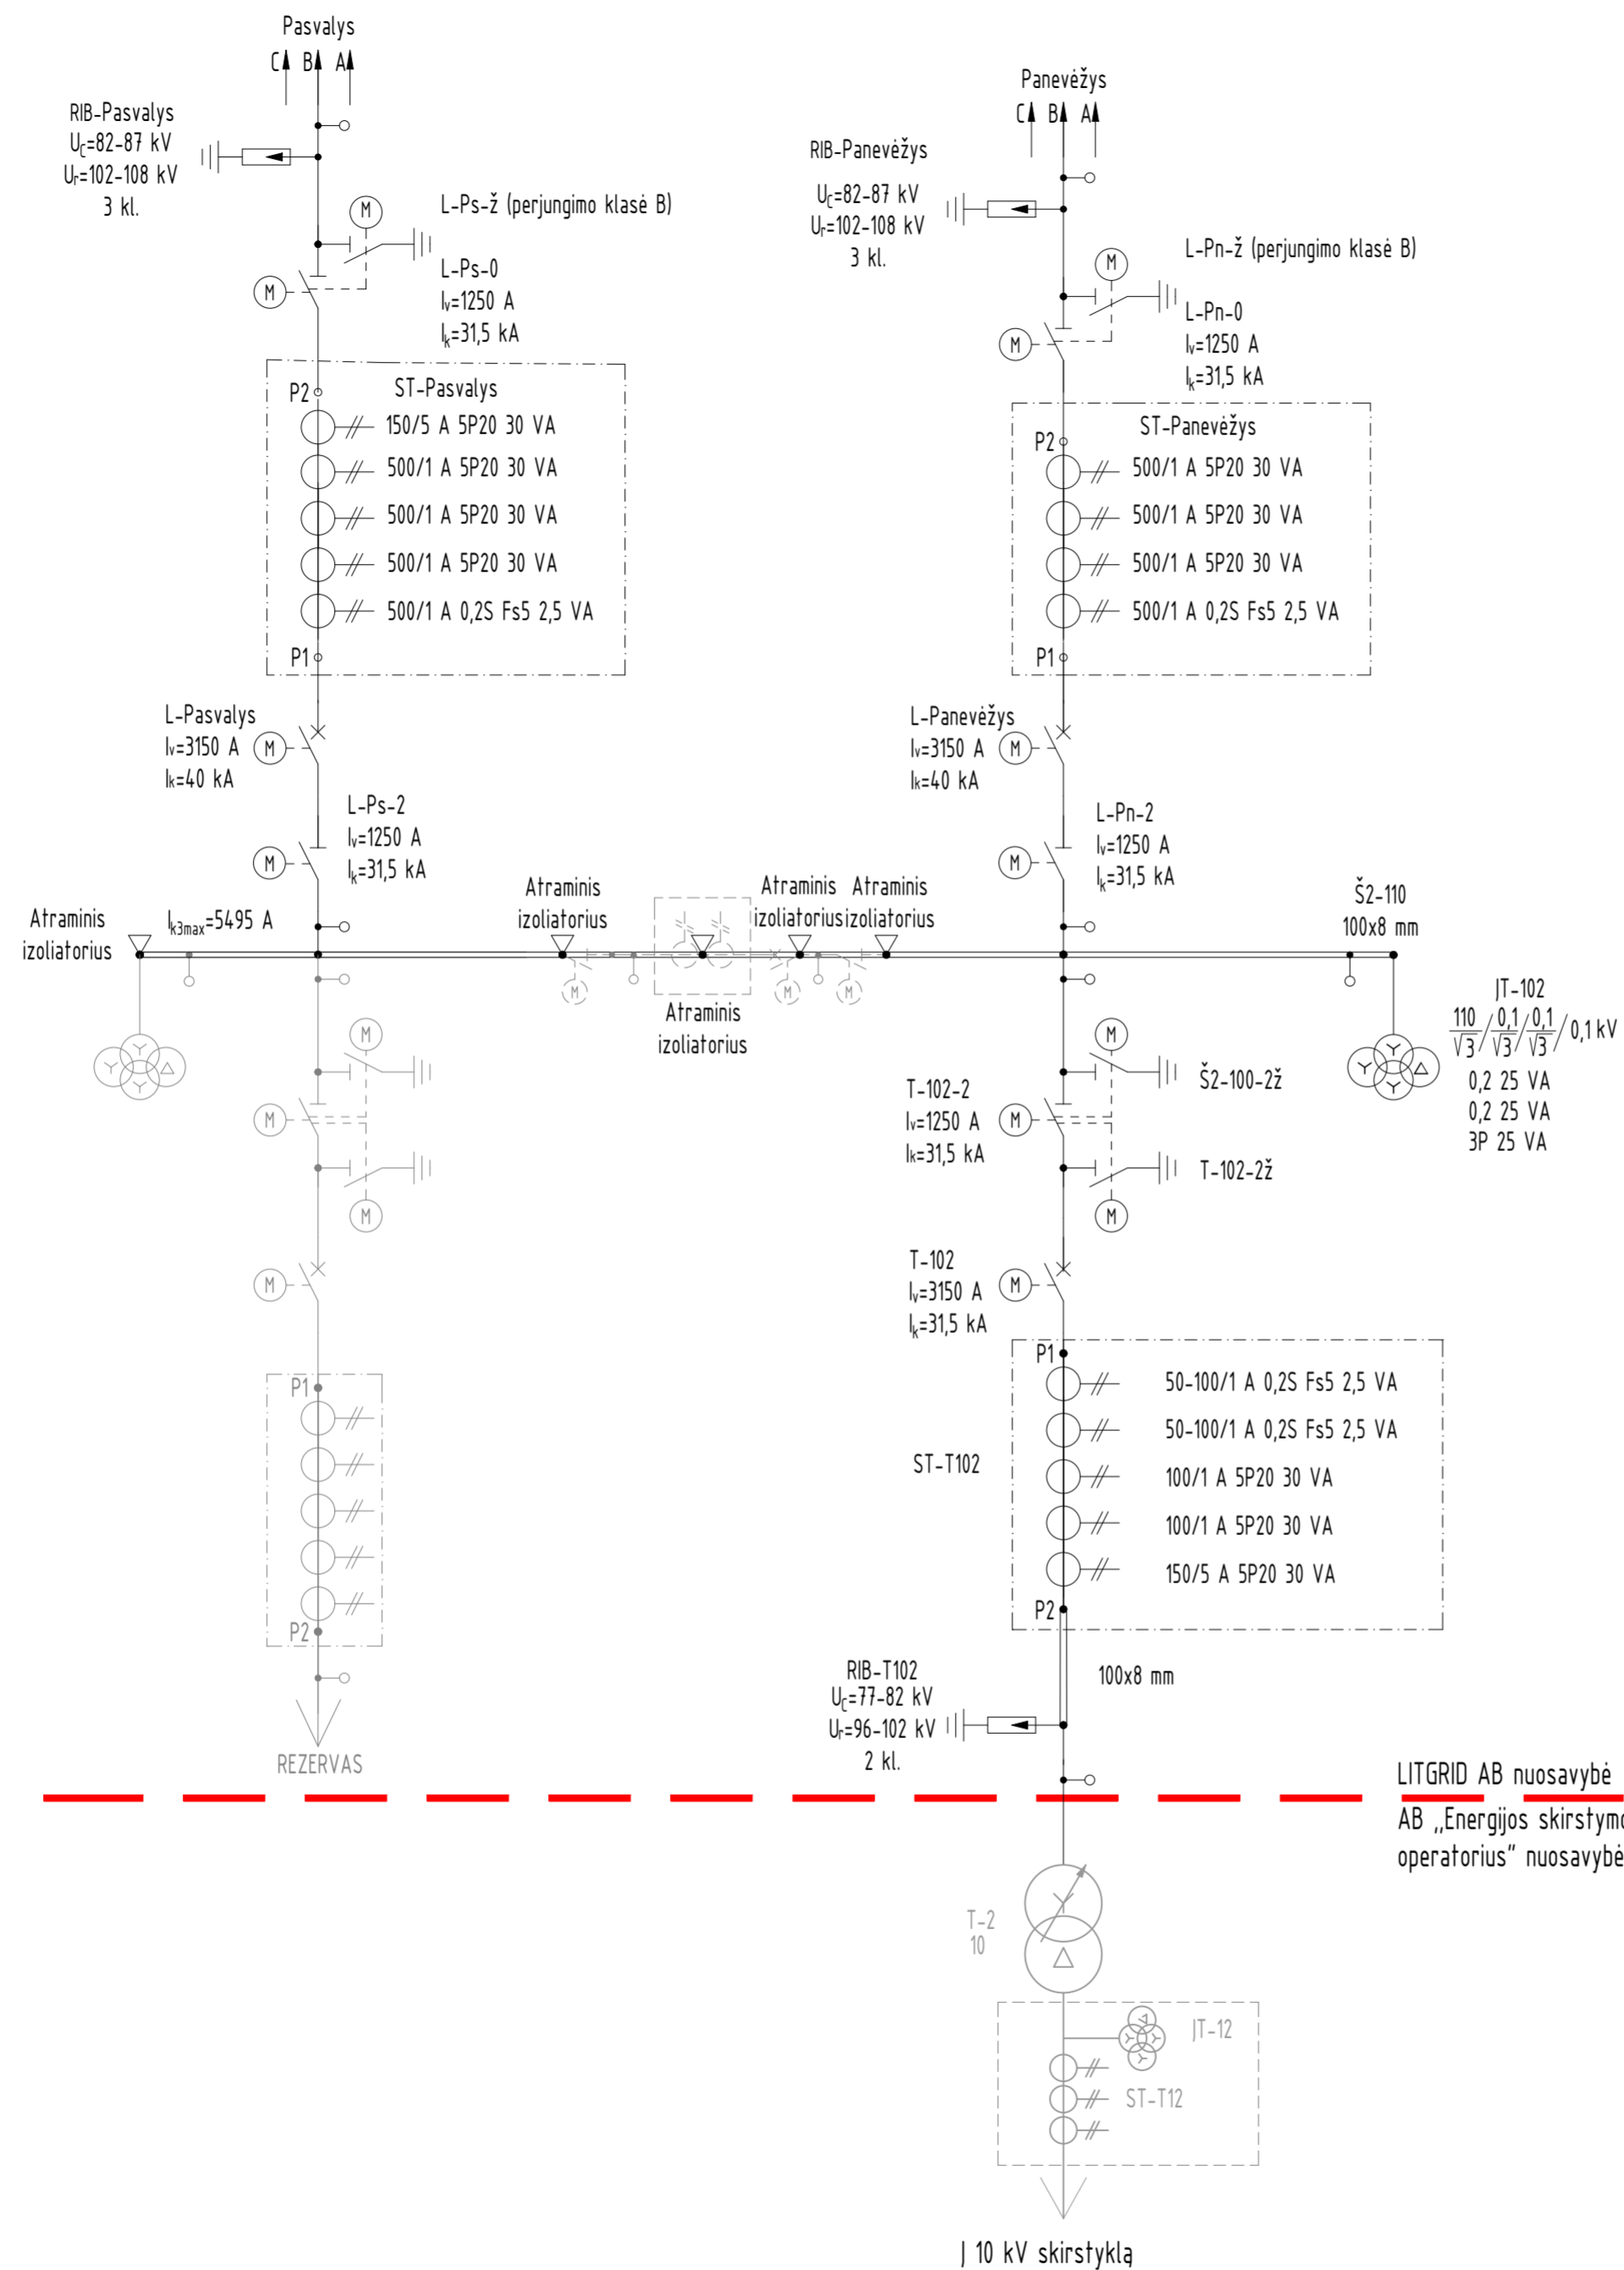 Pasvalys
C B A
RIB-Pasvalys
UC=82-87 kV
Ur=102-108 kV
3 kl.
M
L-Ps-ž (perjungimo klasė B)
M
L-Ps-0
Iv=1250 A
Ik=31,5 kA
P2
ST-Pasvalys
150/5 A 5P20 30 VA
500/1 A 5P20 30 VA
500/1 A 5P20 30 VA
500/1 A 5P20 30 VA
500/1 A 0,2S Fs5 2,5 VA
P1
L-Pasvalys
Iv=3150 A
Ik=40 kA
M
L-Ps-2
Iv=1250 A
Ik=31,5 kA
M
Panevėžys
C B A
RIB-Panevėžys
UC=82-87 kV
Ur=102-108 kV
3 kl.
M
L-Pn-ž (perjungimo klasė B)
M
L-Pn-0
Iv=1250 A
Ik=31,5 kA
ST-Panevėžys
P2
500/1 A 5P20 30 VA
500/1 A 5P20 30 VA
500/1 A 5P20 30 VA
500/1 A 0,2S Fs5 2,5 VA
P1
L-Panevėžys
Iv=3150 A
Ik=40 kA
M
L-Pn-2
Iv=1250 A
Ik=31,5 kA
M
Atraminis
izoliatorius
Ik3max=5495 A
Atraminis
izoliatorius
Atraminis
izoliatorius
Atraminis
izoliatorius
Š2-110
100x8 mm
M
M
M
Atraminis
izoliatorius
JT-102
110/√3/0,1/√3/0,1/√3/0,1 kV
0,2 25 VA
0,2 25 VA
3P 25 VA
M
M
M
M
P1
P2
REZERVAS
M
Š2-100-2ž
T-102-2
Iv=1250 A
Ik=31,5 kA
M
T-102-2ž
M
T-102
Iv=3150 A
Ik=31,5 kA
M
P1
50-100/1 A 0,2S Fs5 2,5 VA
50-100/1 A 0,2S Fs5 2,5 VA
ST-T102
100/1 A 5P20 30 VA
100/1 A 5P20 30 VA
150/5 A 5P20 30 VA
P2
100x8 mm
RIB-T102
UC=77-82 kV
Ur=96-102 kV
2 kl.
LITGRID AB nuosavybė
AB ,,Energijos skirstymo
operatorius" nuosavybė
T-2
10
JT-12
ST-T12
Į 10 kV skirstyklą